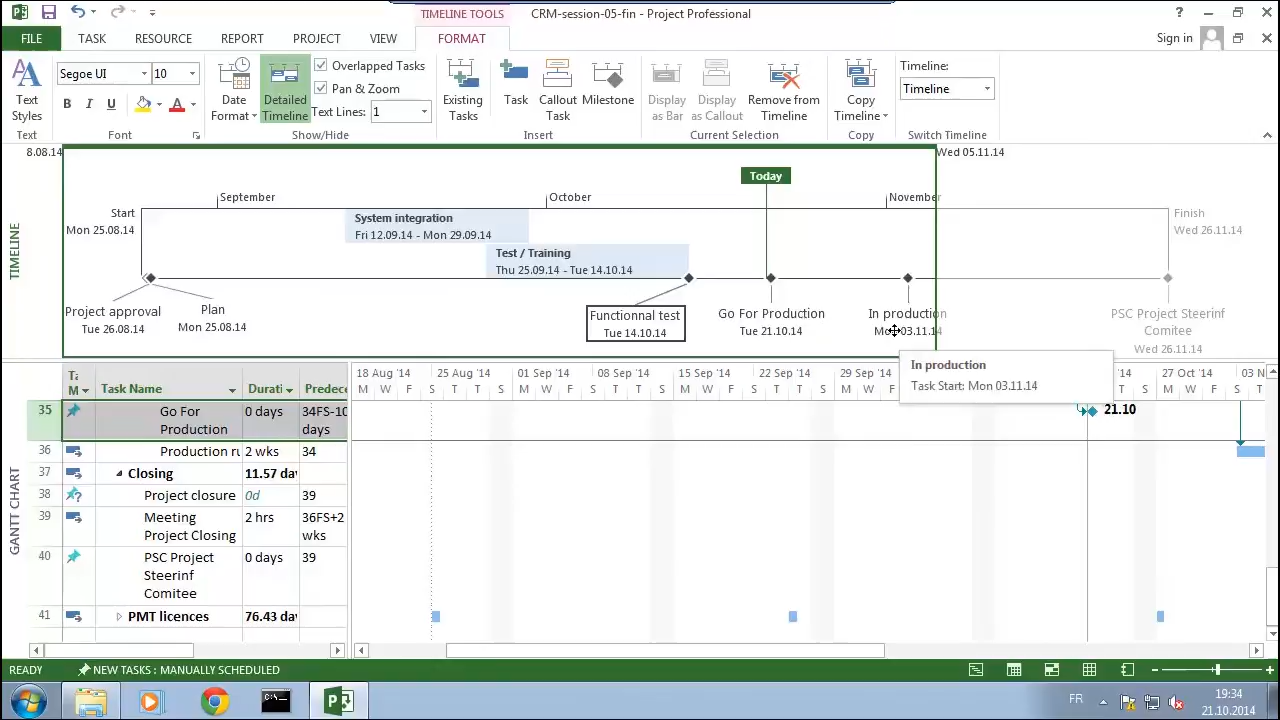 TIMELINE TOOLS
CRM-session-05-fin - Project Professional
FILE
TASK
RESOURCE
REPORT
PROJECT
VIEW
FORMAT
Sign in
Text Styles
Text
Segoe UI
10
B I U A
Font
Date Format
Detailed Timeline
Overlapped Tasks
Pan & Zoom
Text Lines: 1
Show/Hide
Existing Tasks
Task
Callout Task
Milestone
Insert
Display as Bar
Display as Callout
Remove from Timeline
Current Selection
Copy Timeline
Copy
Timeline:
Timeline
Switch Timeline
TIMELINE
8.08.14
Wed 05.11.14
Today
September
October
November
Start
Mon 25.08.14
System integration
Fri 12.09.14 - Mon 29.09.14
Test / Training
Thu 25.09.14 - Tue 14.10.14
Finish
Wed 26.11.14
Project approval
Tue 26.08.14
Plan
Mon 25.08.14
Functionnal test
Tue 14.10.14
Go For Production
Tue 21.10.14
In production
Mon 03.11.14
PSC Project Steerinf
Comitee
Wed 26.11.14
In production
Task Start: Mon 03.11.14
GANTT CHART
Task Name
Durati
Predece
18 Aug '14
25 Aug '14
01 Sep '14
08 Sep '14
15 Sep '14
22 Sep '14
29 Sep '14
'14
27 Oct '14
03 N
M W F S T T S M W F S T T S M W F S T T S M W F
35 Go For Production 0 days 34FS-10 days
21.10
36 Production ru 2 wks 34
37 Closing 11.57 day
38 Project closure 0d 39
39 Meeting Project Closing 2 hrs 36FS+2 wks
40 PSC Project Steerinf Comitee 0 days 39
41 PMT licences 76.43 day
READY
NEW TASKS : MANUALLY SCHEDULED
FR
19:34
21.10.2014